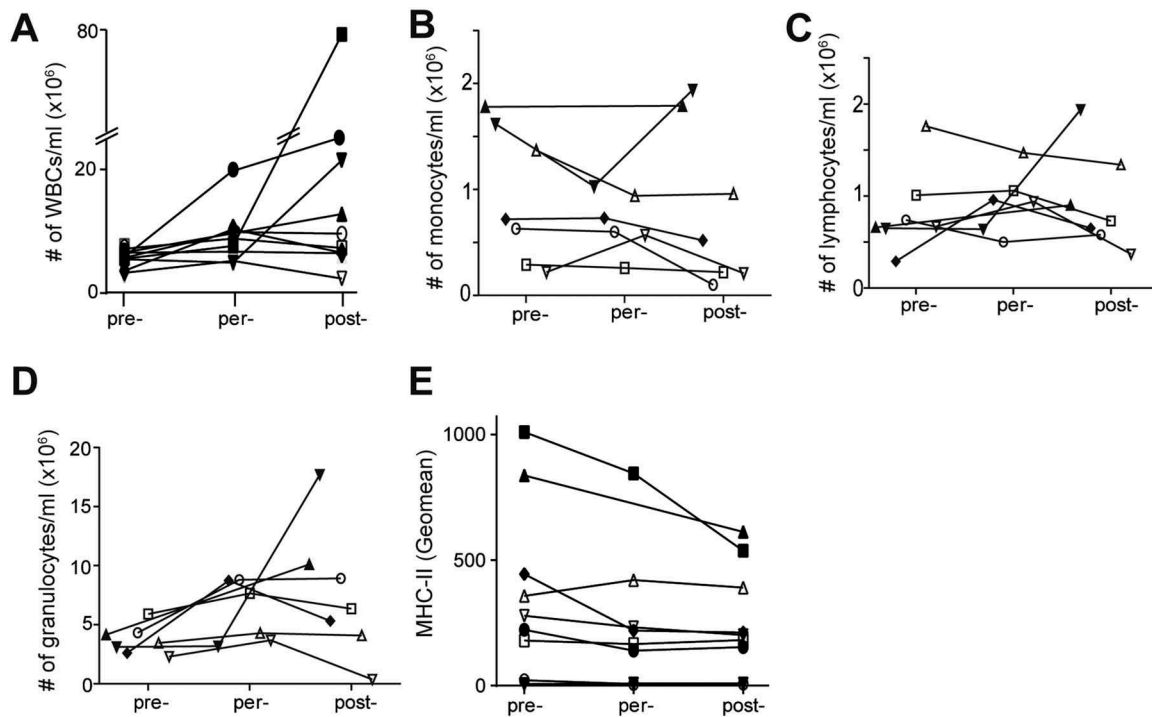 A
# of WBCs/ml (x10⁶)
80
20
0
pre-
per-
post-
B
# of monocytes/ml (x10⁶)
2
1
0
pre-
per-
post-
C
# of lymphocytes/ml (x10⁶)
2
1
0
pre-
per-
post-
D
# of granulocytes/ml (x10⁶)
20
15
10
5
0
pre-
per-
post-
E
MHC-II (Geomean)
1000
500
0
pre-
per-
post-